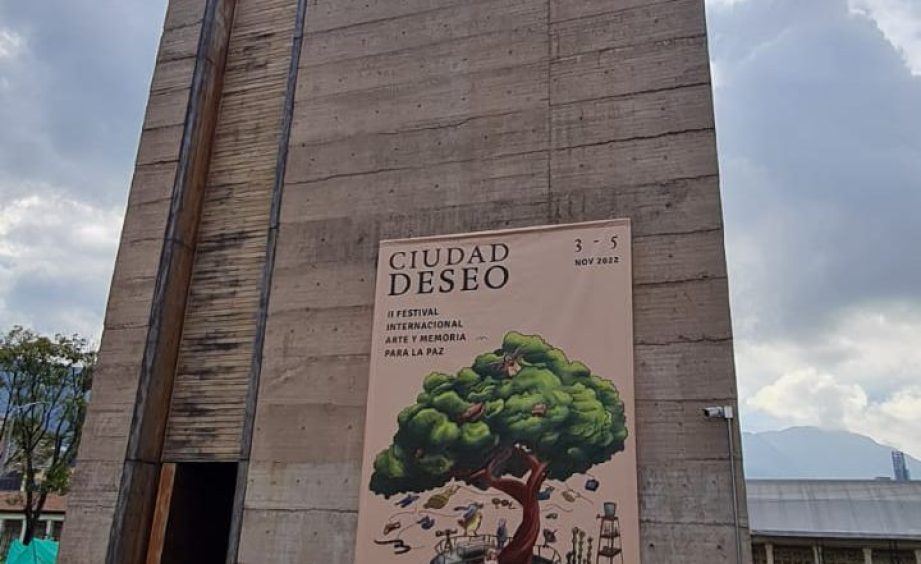 CIUDAD
DESEO
3 - 5
NOV 2022
II FESTIVAL
INTERNACIONAL
ARTE Y MEMORIA
PARA LA PAZ